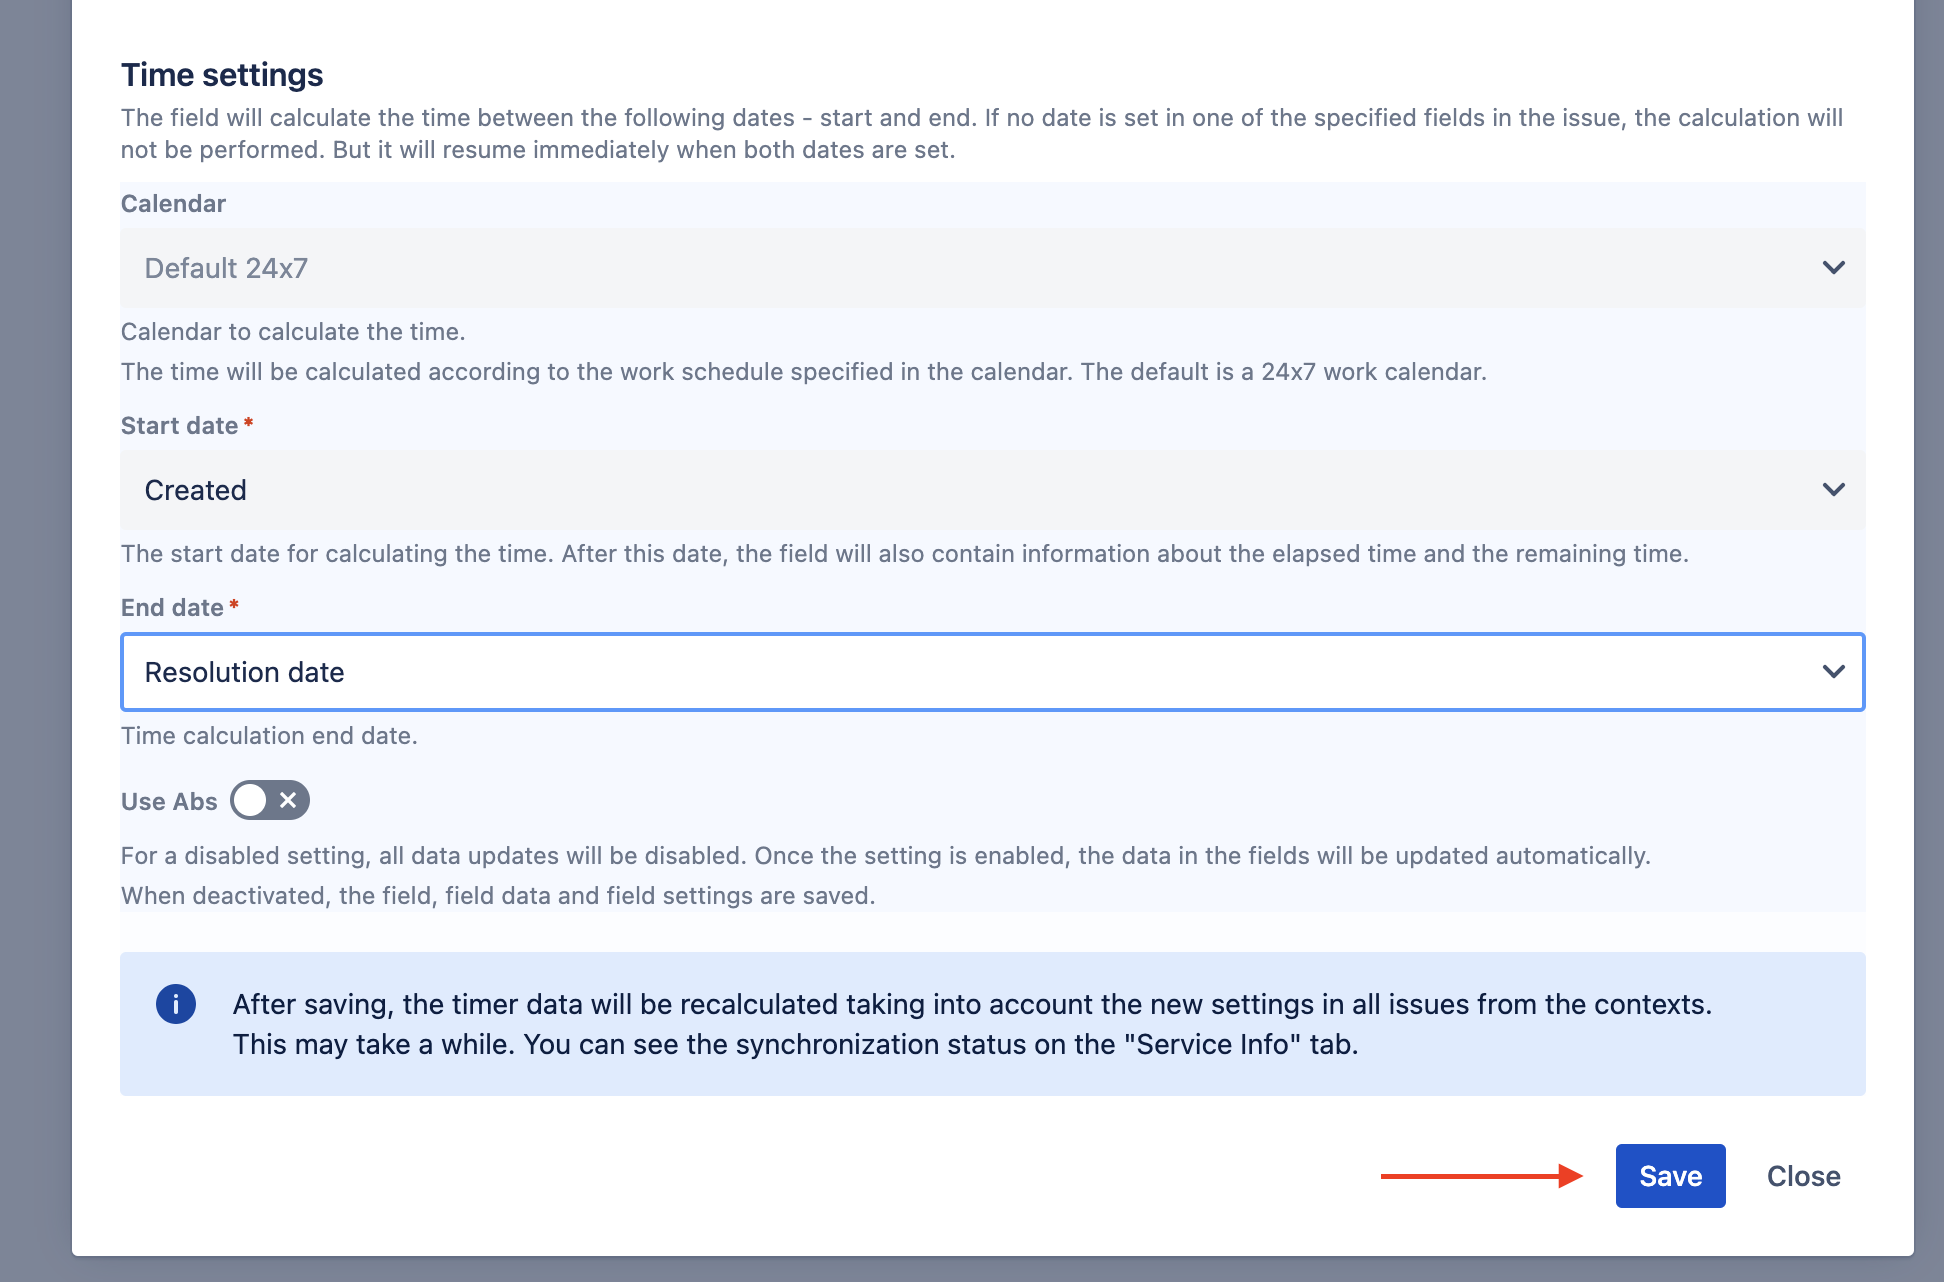 Time settings
The field will calculate the time between the following dates - start and end. If no date is set in one of the specified fields in the issue, the calculation will
not be performed. But it will resume immediately when both dates are set.
Calendar
Default 24x7
Calendar to calculate the time.
The time will be calculated according to the work schedule specified in the calendar. The default is a 24x7 work calendar.
Start date*
Created
The start date for calculating the time. After this date, the field will also contain information about the elapsed time and the remaining time.
End date*
Resolution date
Time calculation end date.
Use Abs
For a disabled setting, all data updates will be disabled. Once the setting is enabled, the data in the fields will be updated automatically.
When deactivated, the field, field data and field settings are saved.
After saving, the timer data will be recalculated taking into account the new settings in all issues from the contexts.
This may take a while. You can see the synchronization status on the "Service Info" tab.
Save Close